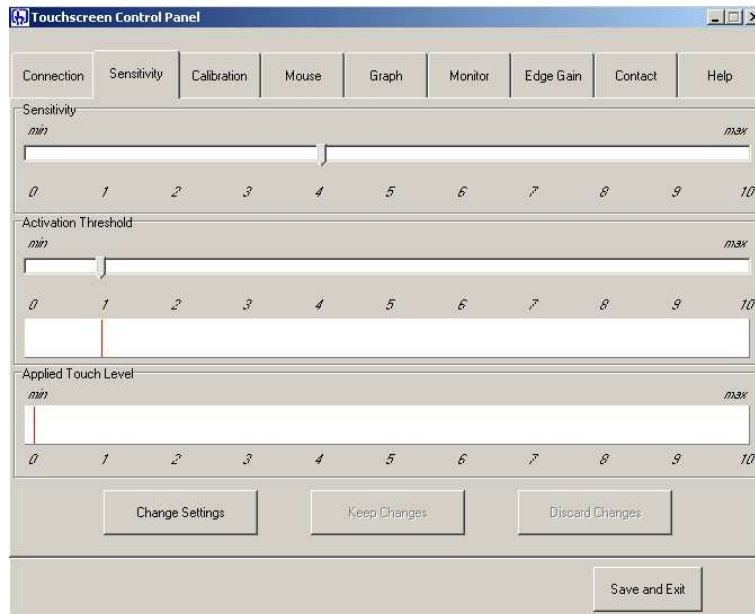 Touchscreen Control Panel
Connection Sensitivity Calibration Mouse Graph Monitor Edge Gain Contact Help
Sensitivity
min max
0 1 2 3 4 5 6 7 8 9 10
Activation Threshold
min max
0 1 2 3 4 5 6 7 8 9 10
Applied Touch Level
min max
0 1 2 3 4 5 6 7 8 9 10
Change Settings Keep Changes Discard Changes
Save and Exit